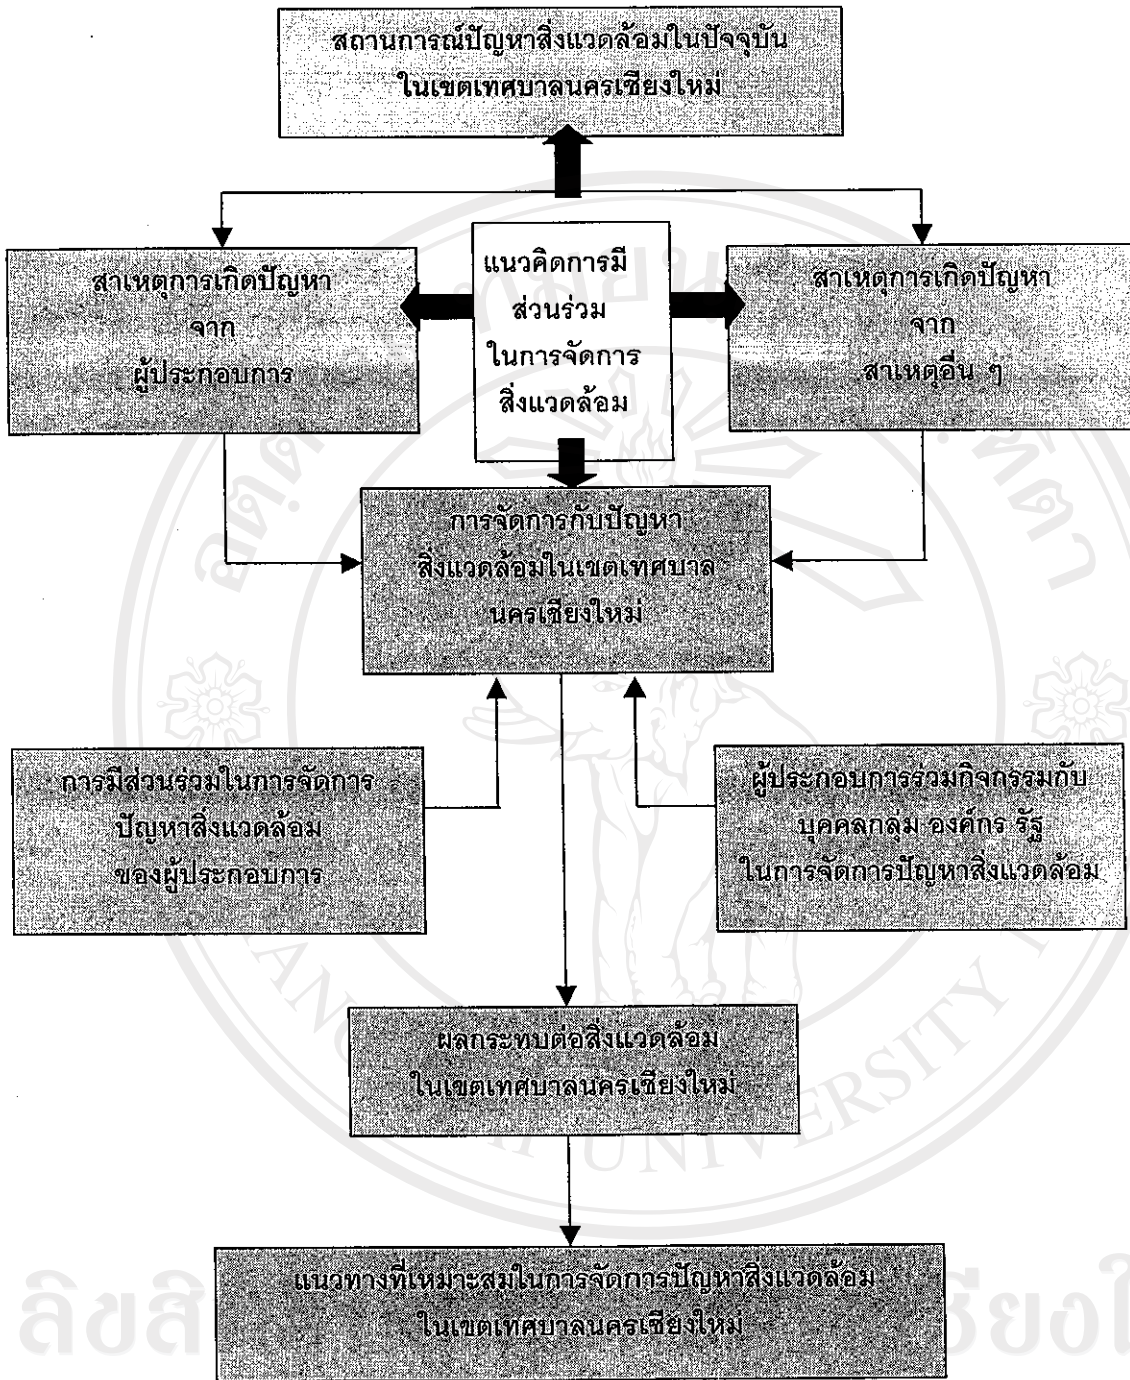 สถานการณ์ปัญหาสิ่งแวดล้อมในปัจจุบัน
ในเขตเทศบาลนครเชียงใหม่
สาเหตุการเกิดปัญหา
จาก
ผู้ประกอบการ
แนวคิดการมี
ส่วนร่วม
ในการจัดการ
สิ่งแวดล้อม
สาเหตุการเกิดปัญหา
จาก
สาเหตุอื่น ๆ
การจัดการกับปัญหา
สิ่งแวดล้อมในเขตเทศบาล
นครเชียงใหม่
การมีส่วนร่วมในการจัดการ
ปัญหาสิ่งแวดล้อม
ของผู้ประกอบการ
ผู้ประกอบการร่วมกิจกรรมกับ
บุคคลกลุม องค์กร รัฐ
ในการจัดการปัญหาสิ่งแวดล้อม
ผลกระทบต่อสิ่งแวดล้อม
ในเขตเทศบาลนครเชียงใหม่
UNIVERSITY
แนวทางที่เหมาะสมในการจัดการปัญหาสิ่งแวดล้อม
ในเขตเทศบาลนครเชียงใหม่